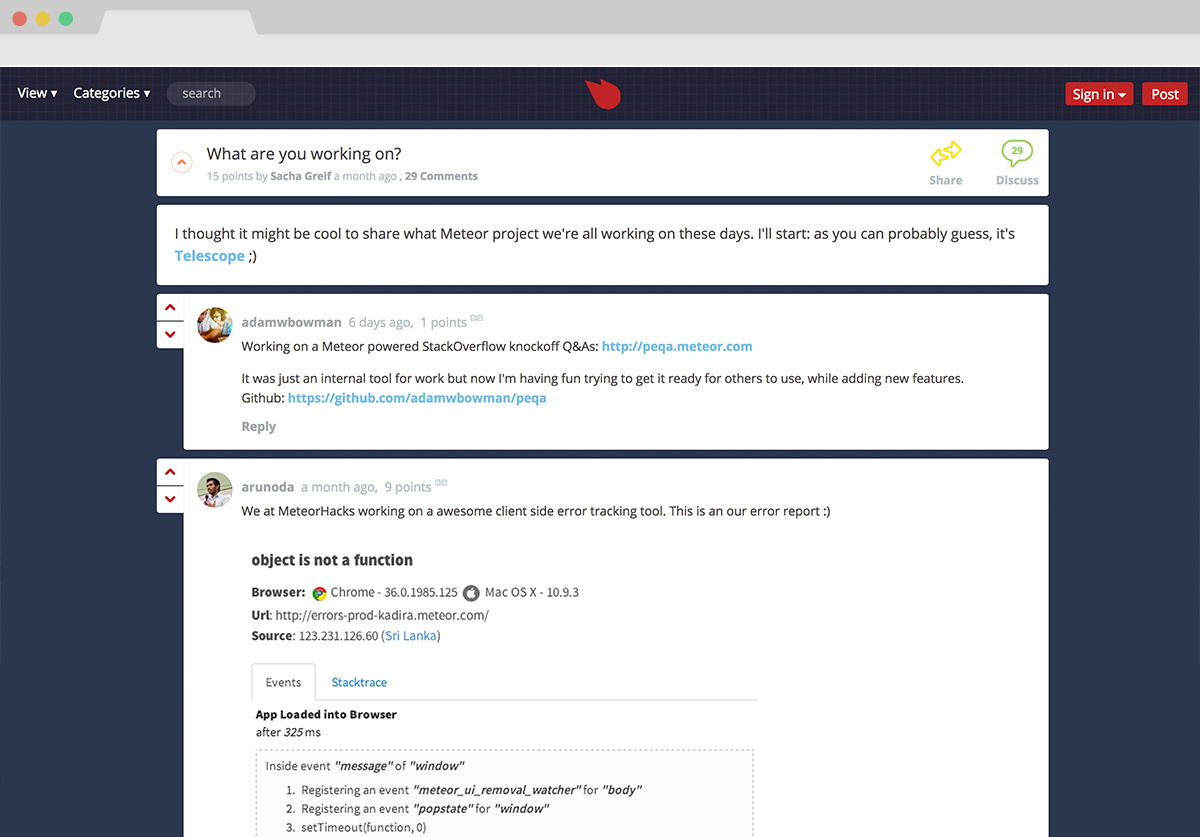 View ▾ Categories ▾ search Sign in Post
What are you working on?
15 points by Sacha Greif a month ago , 29 Comments
Share
29
Discuss
I thought it might be cool to share what Meteor project we're all working on these days. I'll start: as you can probably guess, it's
Telescope ;)
adamwbowman 6 days ago, 1 points
Working on a Meteor powered StackOverflow knockoff Q&As: http://peqa.meteor.com
It was just an internal tool for work but now I'm having fun trying to get it ready for others to use, while adding new features.
Github: https://github.com/adamwbowman/peqa
Reply
arunoda a month ago, 9 points
We at MeteorHacks working on a awesome client side error tracking tool. This is an our error report :)
object is not a function
Browser: Chrome - 36.0.1985.125 Mac OS X - 10.9.3
Url: http://errors-prod-kadira.meteor.com/
Source: 123.231.126.60 (Sri Lanka)
Events Stacktrace
App Loaded into Browser
after 325 ms
Inside event "message" of "window"
1. Registering an event "meteor_ui_removal_watcher" for "body"
2. Registering an event "popstate" for "window"
3. setTimeout(function, 0)